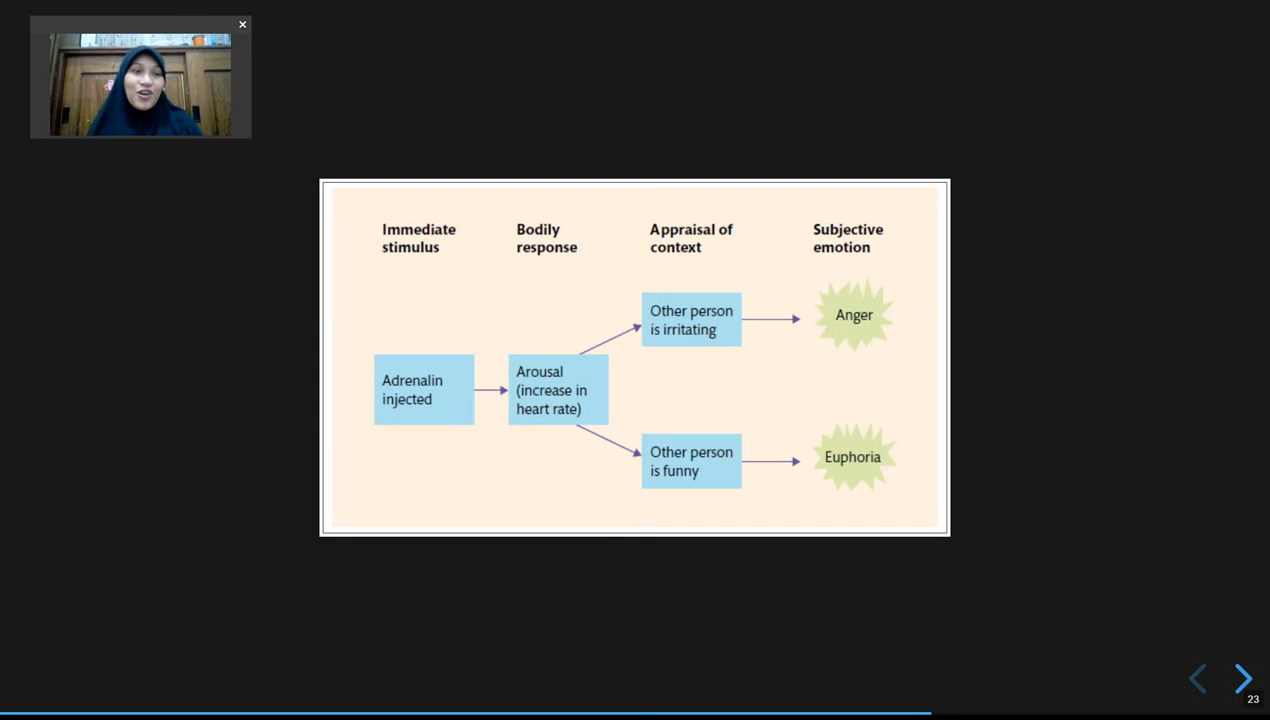 Immediate
stimulus
Bodily
response
Appraisal of
context
Subjective
emotion
Adrenalin
injected
Arousal
(increase in
heart rate)
Other person
is irritating
Anger
Other person
is funny
Euphoria
23